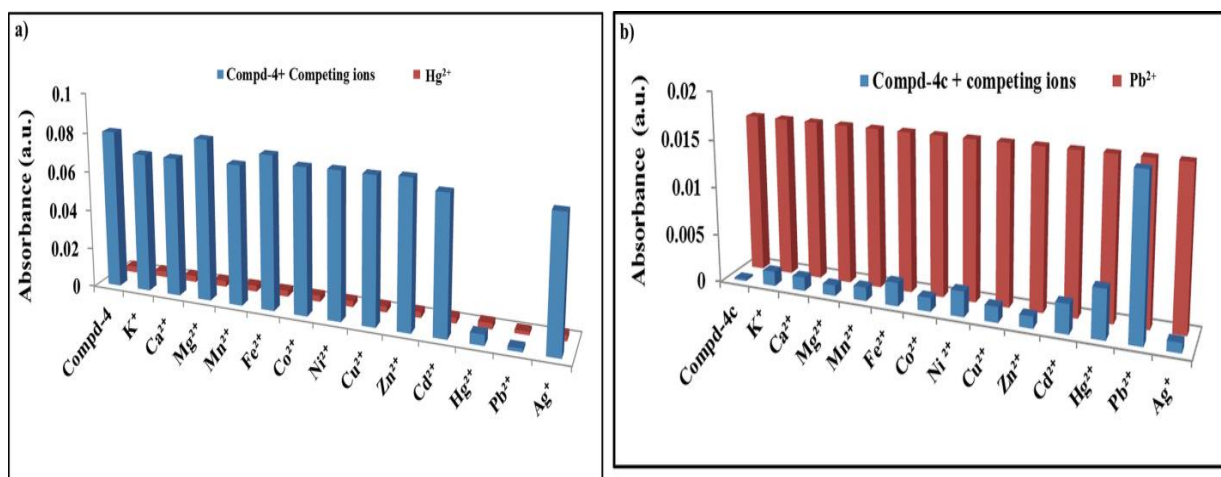 a)
Compd-4+ Competing ions
Hg²⁺
Absorbance (a.u.)
0.1
0.08
0.06
0.04
0.02
0
Compd-4
K⁺
Ca²⁺
Mg²⁺
Mn²⁺
Fe²⁺
Co²⁺
Ni²⁺
Cu²⁺
Zn²⁺
Cd²⁺
Hg²⁺
Pb²⁺
Ag⁺
b)
Compd-4c + competing ions
Pb²⁺
Absorbance (a.u.)
0.02
0.015
0.01
0.005
0
Compd-4c
K⁺
Ca²⁺
Mg²⁺
Mn²⁺
Fe²⁺
Co²⁺
Ni ²⁺
Cu²⁺
Zn²⁺
Cd²⁺
Hg²⁺
Pb²⁺
Ag⁺